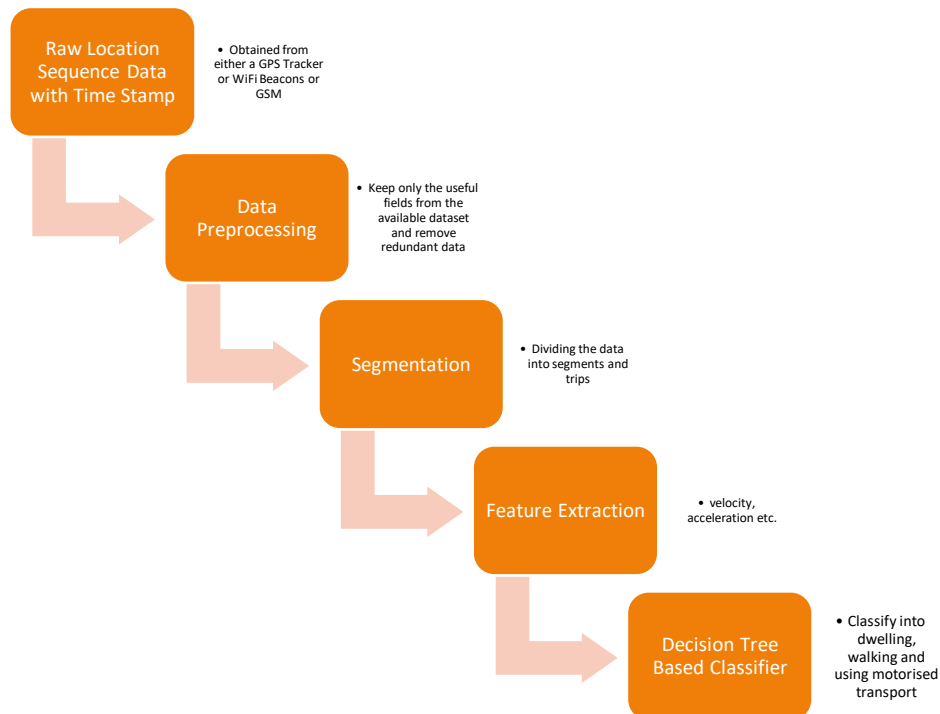 Raw Location
Sequence Data
with Time Stamp
• Obtained from
either a GPS Tracker
or WiFi Beacons or
GSM
Data
Preprocessing
• Keep only the useful
fields from the
available dataset
and remove
redundant data
Segmentation
• Dividing the data
into segments and
trips
Feature Extraction
• velocity,
acceleration etc.
Decision Tree
Based Classifier
• Classify into
dwelling,
walking and
using motorised
transport